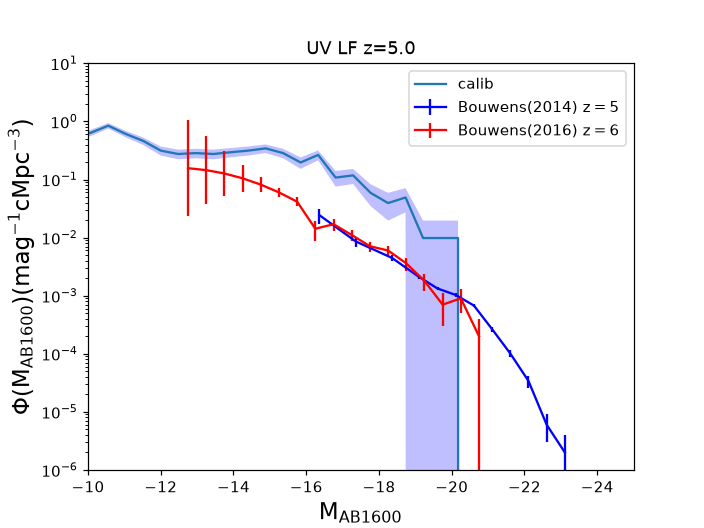 UV LF z=5.0
calib
Bouwens(2014) z = 5
Bouwens(2016) z = 6
Φ(M_AB1600)(mag⁻¹cMpc⁻³)
10¹
10⁰
10⁻¹
10⁻²
10⁻³
10⁻⁴
10⁻⁵
10⁻⁶
−10 −12 −14 −16 −18 −20 −22 −24
M_AB1600